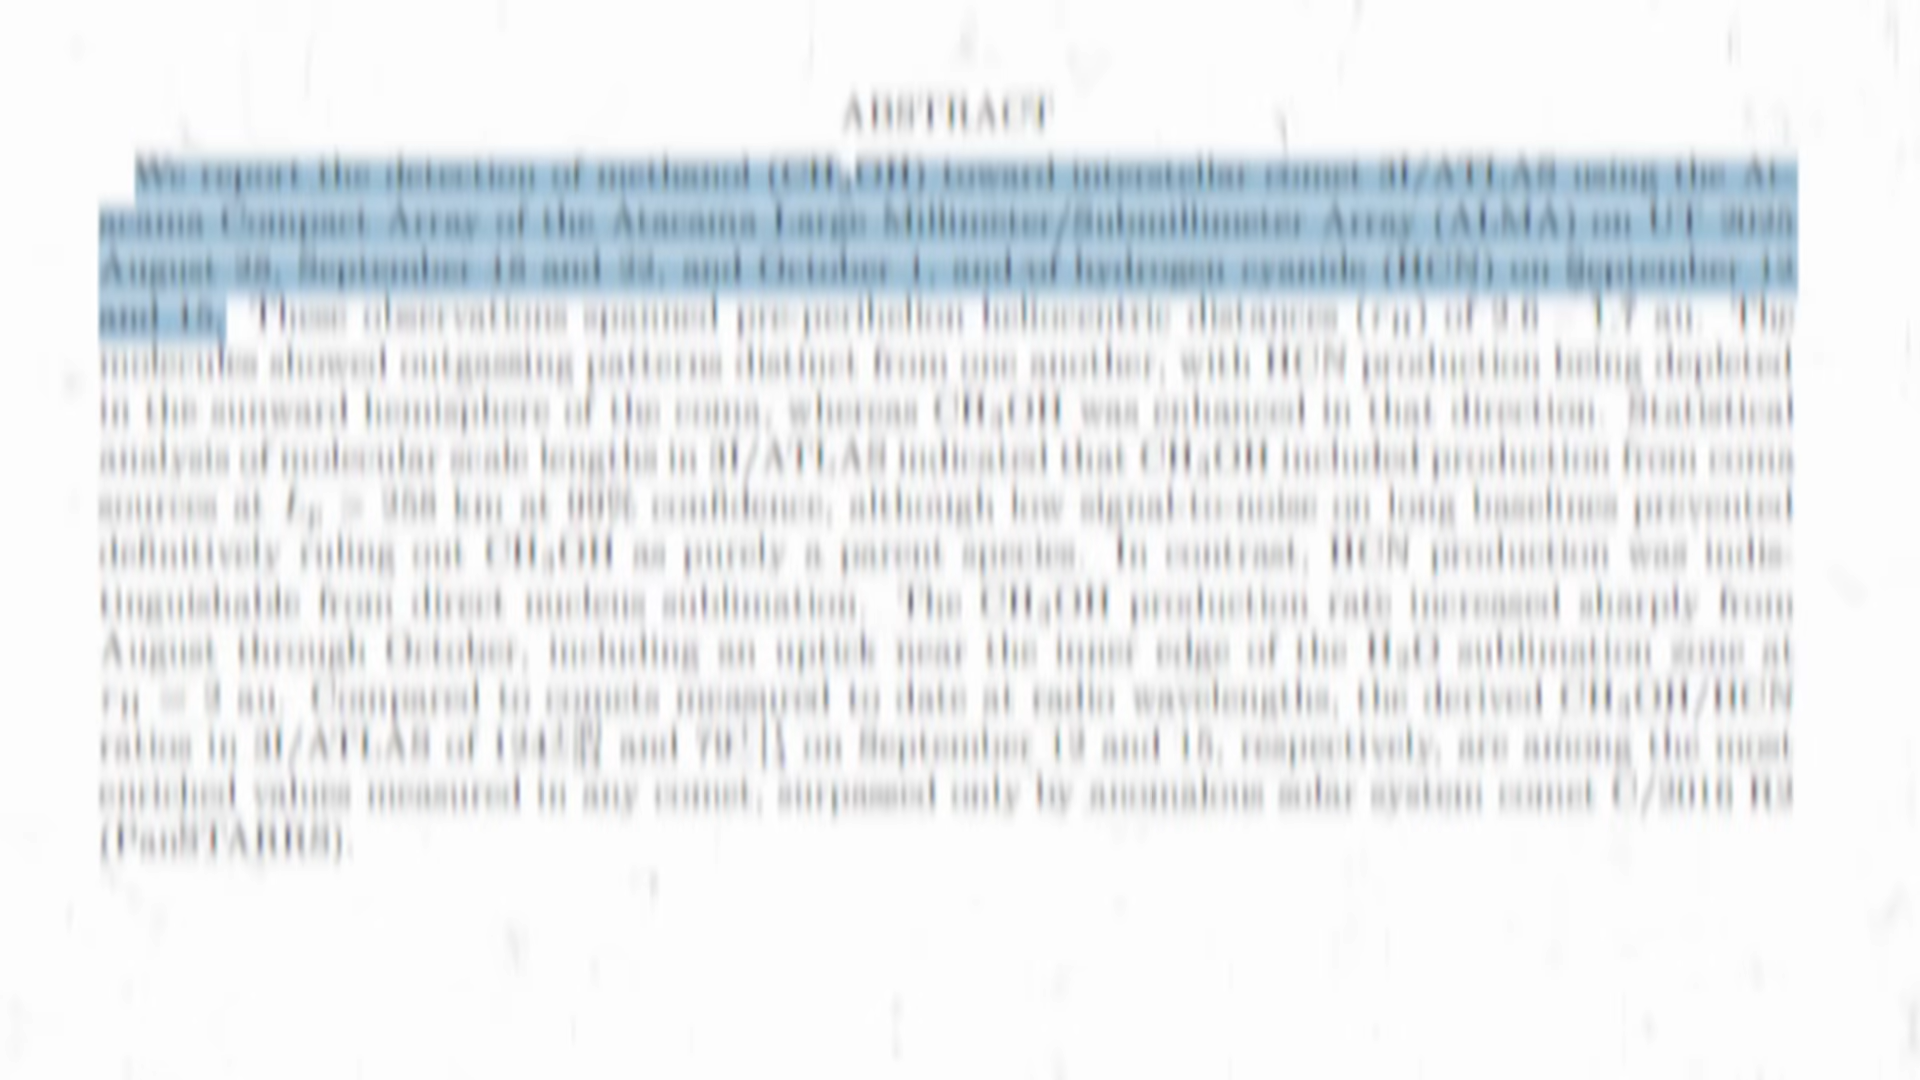 ABSTRACT
We report the detection of methanol (CH₃OH) toward interstellar comet 3I/ATLAS using the At-
acama Compact Array of the Atacama Large Millimeter/Submillimeter Array (ALMA) on UT 2025
August 28, September 18 and 22, and October 1, and of hydrogen cyanide (HCN) on September 12
and 15. These observations spanned pre-perihelion heliocentric distances (rH) of 2.6 – 1.7 au. The
molecules showed outgassing patterns distinct from one another, with HCN production being depleted
in the sunward hemisphere of the coma, whereas CH₃OH was enhanced in that direction. Statistical
analysis of molecular scale lengths in 3I/ATLAS indicated that CH₃OH included production from coma
sources at Lp > 258 km at 99% confidence, although low signal-to-noise on long baselines prevented
definitively ruling out CH₃OH as purely a parent species. In contrast, HCN production was indis-
tinguishable from direct nucleus sublimation. The CH₃OH production rate increased sharply from
August through October, including an uptick near the inner edge of the H₂O sublimation zone at
rH = 2 au. Compared to comets measured to date at radio wavelengths, the derived CH₃OH/HCN
ratios in 3I/ATLAS of and on September 12 and 15, respectively, are among the most
enriched values measured in any comet, surpassed only by anomalous solar system comet C/2016 R2
(PanSTARRS).